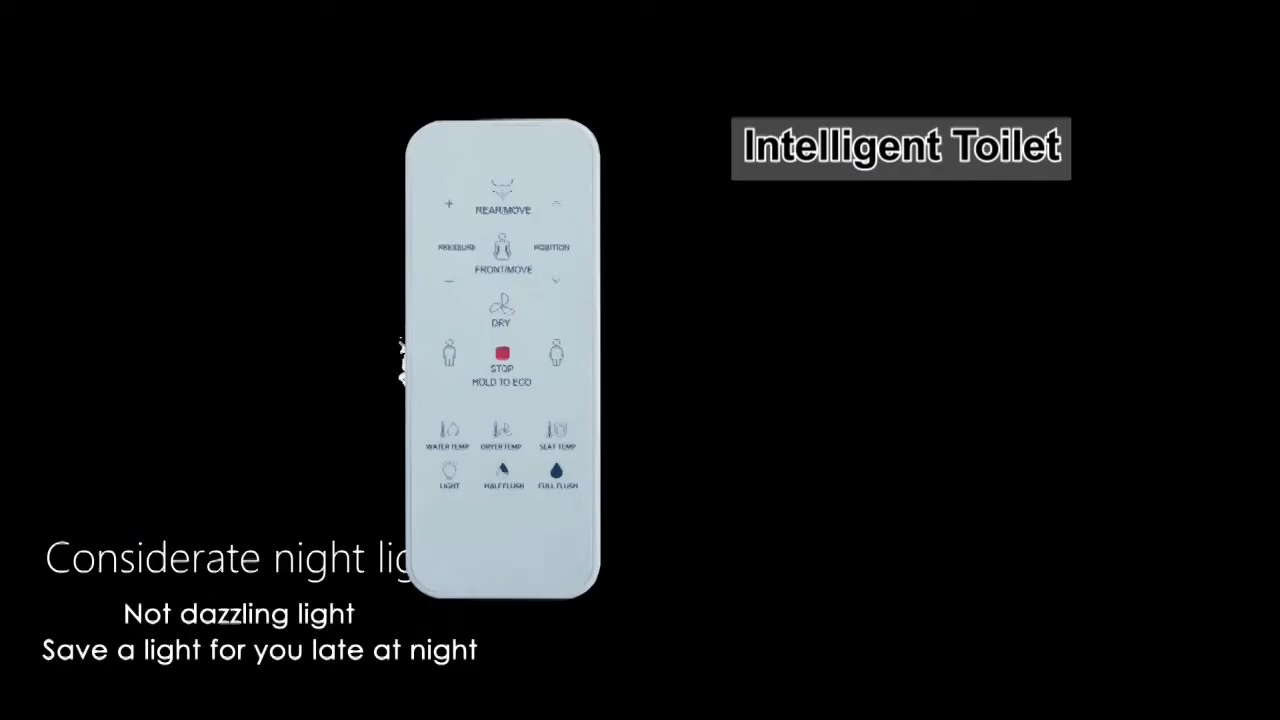 Intelligent Toilet
+
REAR/MOVE
PRESSURE
POSITION
FRONT/MOVE
−
DRY
STOP
HOLD TO ECO
WATER TEMP
DRYER TEMP
SEAT TEMP
LIGHT
HALF FLUSH
FULL FLUSH
Considerate night lig
Not dazzling light
Save a light for you late at night